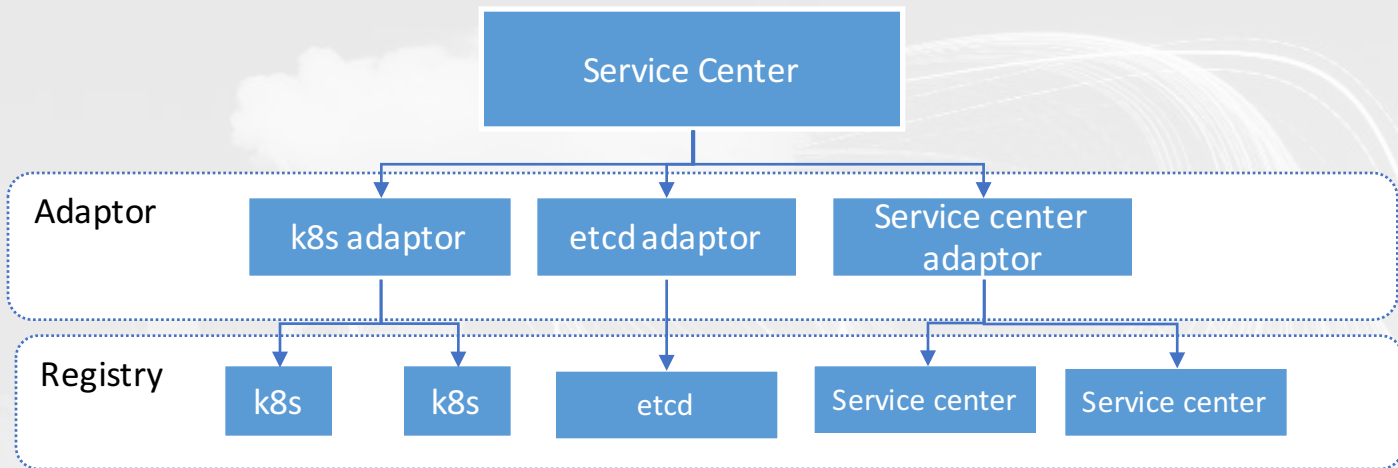 Service Center
Adaptor
k8s adaptor
etcd adaptor
Service center
adaptor
Registry
k8s
k8s
etcd
Service center
Service center